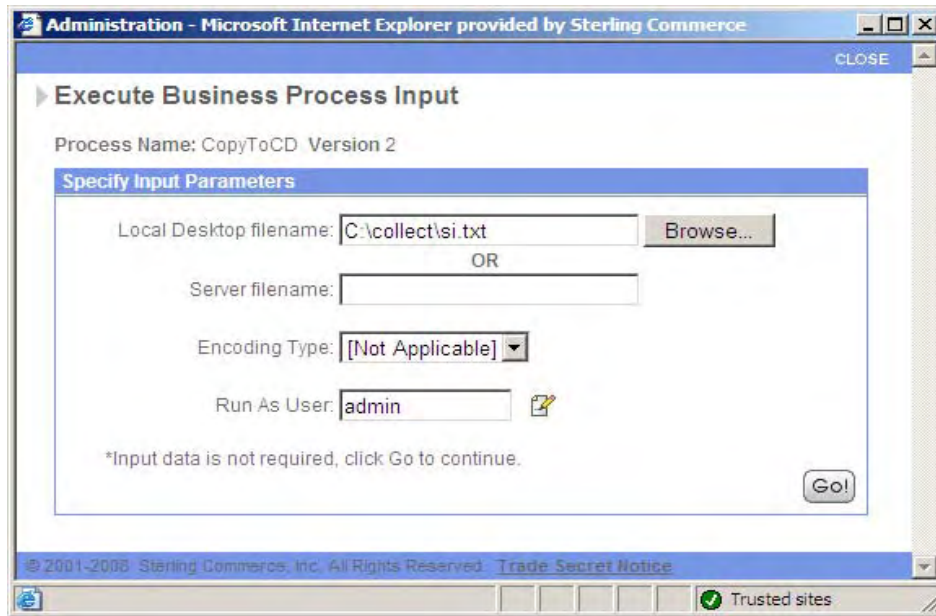 Administration - Microsoft Internet Explorer provided by Sterling Commerce
CLOSE
Execute Business Process Input
Process Name: CopyToCD Version 2
Specify Input Parameters
Local Desktop filename: C:\collect\si.txt Browse...
OR
Server filename:
Encoding Type: [Not Applicable]
Run As User: admin
*Input data is not required, click Go to continue.
Go!
© 2001-2006 Sterling Commerce, Inc. All Rights Reserved. Trade Secret Notice
Trusted sites